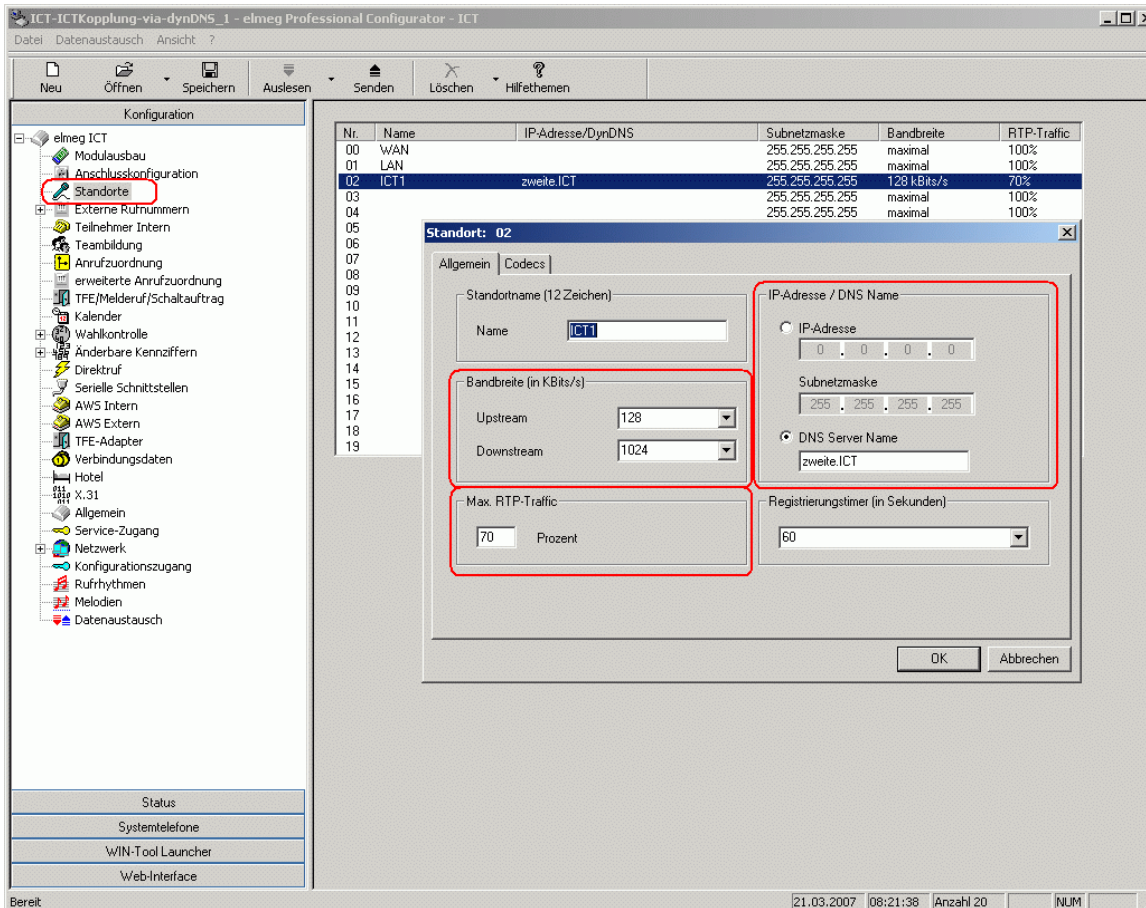 ICT-ICTKopplung-via-dynDNS_1 - elmeg Professional Configurator - ICT
Datei Datenaustausch Ansicht ?
Neu Öffnen Speichern Auslesen Senden Löschen Hilfethemen
Konfiguration
elmeg ICT
Modulausbau
Anschlusskonfiguration
Standorte
Externe Rufnummern
Teilnehmer Intern
Teambildung
Anrufzuordnung
erweiterte Anrufzuordnung
TFE/Melderuf/Schaltauftrag
Kalender
Wahlkontrolle
Änderbare Kennziffern
Direktruf
Serielle Schnittstellen
AWS Intern
AWS Extern
TFE-Adapter
Verbindungsdaten
Hotel
X.31
Allgemein
Service-Zugang
Netzwerk
Konfigurationszugang
Rufrhythmen
Melodien
Datenaustausch
Status
Systemtelefone
WIN-Tool Launcher
Web-Interface
Nr. Name IP-Adresse/DynDNS Subnetzmaske Bandbreite RTP-Traffic
00 WAN 255.255.255.255 maximal 100%
01 LAN 255.255.255.255 maximal 100%
02 ICT1 zweite.ICT 255.255.255.255 128 kBits/s 70%
03 255.255.255.255 maximal 100%
04 255.255.255.255 maximal 100%
05
06
07
08
09
10
11
12
13
14
15
16
17
18
19
Standort: 02
Allgemein Codecs
Standortname (12 Zeichen)
Name ICT1
Bandbreite (in KBits/s)
Upstream 128
Downstream 1024
Max. RTP-Traffic
70 Prozent
IP-Adresse / DNS Name
IP-Adresse
0 . 0 . 0 . 0
Subnetzmaske
255 . 255 . 255 . 255
DNS Server Name
zweite.ICT
Registrierungstimer (in Sekunden)
60
OK Abbrechen
Bereit 21.03.2007 08:21:38 Anzahl 20 NUM